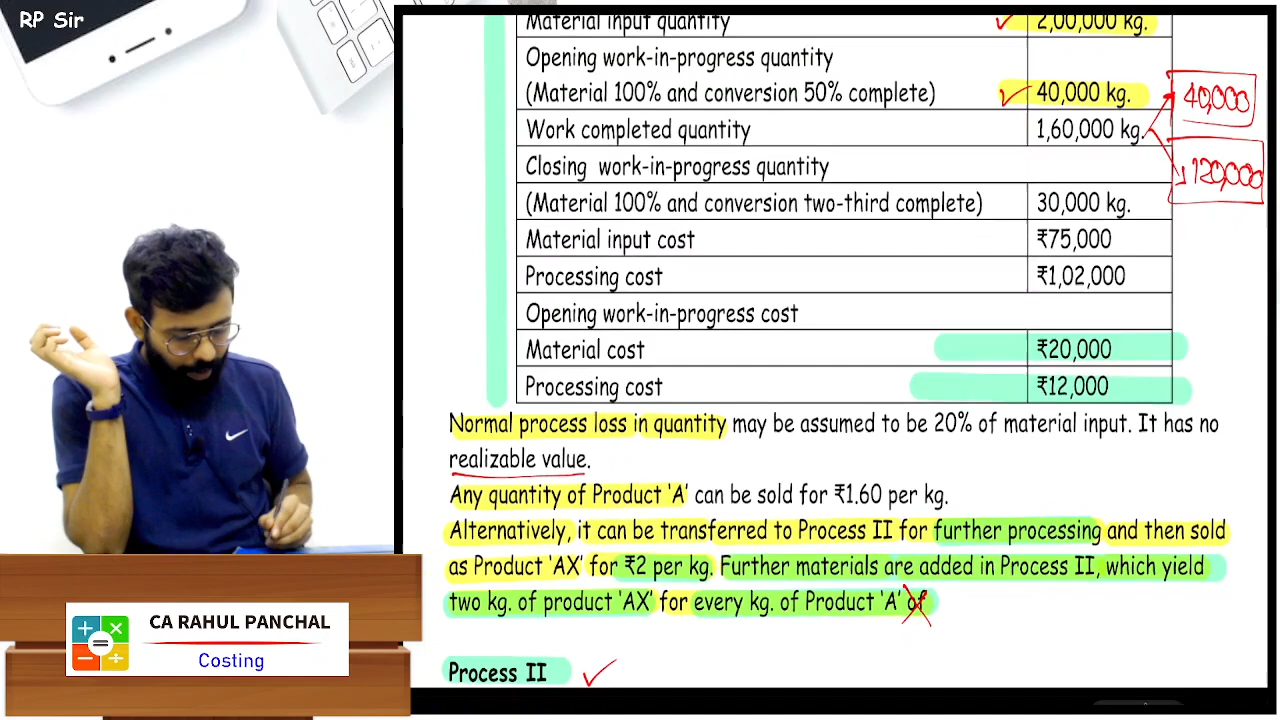 RP Sir
Material input quantity 2,00,000 kg.
Opening work-in-progress quantity
(Material 100% and conversion 50% complete) 40,000 kg. 40,000
Work completed quantity 1,60,000 kg.
Closing work-in-progress quantity 120,000
(Material 100% and conversion two-third complete) 30,000 kg.
Material input cost ₹75,000
Processing cost ₹1,02,000
Opening work-in-progress cost
Material cost ₹20,000
Processing cost ₹12,000
Normal process loss in quantity may be assumed to be 20% of material input. It has no
realizable value.
Any quantity of Product ‘A’ can be sold for ₹1.60 per kg.
Alternatively, it can be transferred to Process II for further processing and then sold
as Product ‘AX’ for ₹2 per kg. Further materials are added in Process II, which yield
two kg. of product ‘AX’ for every kg. of Product ‘A’ of
Process II
CA RAHUL PANCHAL
Costing